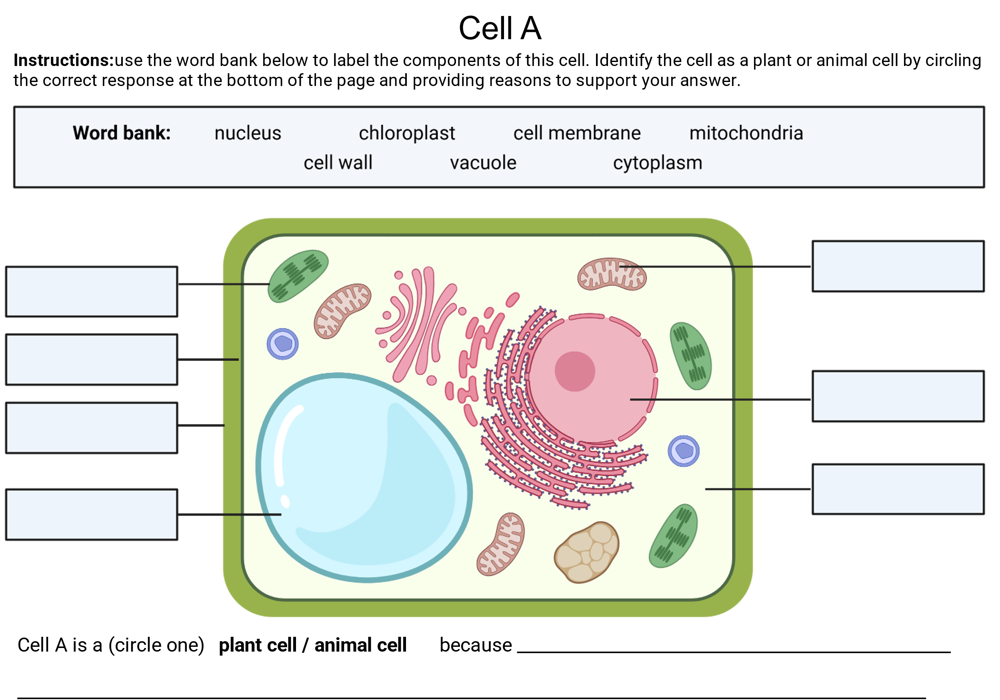 Cell A
Instructions:use the word bank below to label the components of this cell. Identify the cell as a plant or animal cell by circling
the correct response at the bottom of the page and providing reasons to support your answer.
Word bank: nucleus chloroplast cell membrane mitochondria
cell wall vacuole cytoplasm
Cell A is a (circle one) plant cell / animal cell because